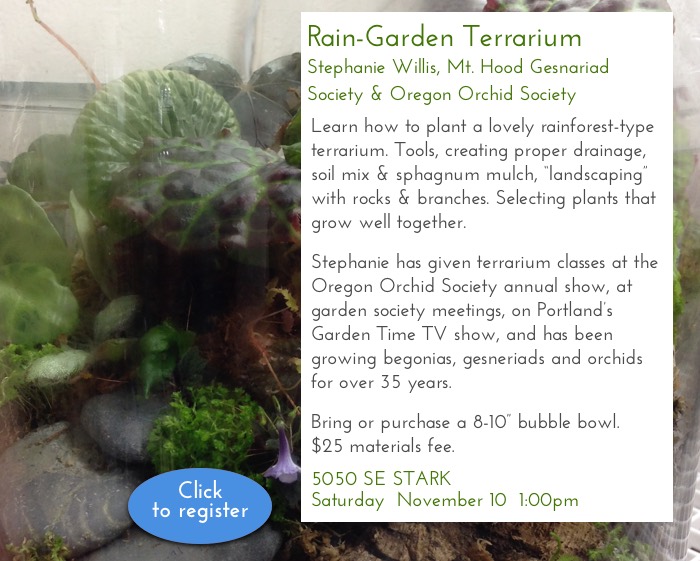 Rain-Garden Terrarium
Stephanie Willis, Mt. Hood Gesnariad
Society & Oregon Orchid Society
Learn how to plant a lovely rainforest-type
terrarium. Tools, creating proper drainage,
soil mix & sphagnum mulch, "landscaping"
with rocks & branches. Selecting plants that
grow well together.
Stephanie has given terrarium classes at the
Oregon Orchid Society annual show, at
garden society meetings, on Portland's
Garden Time TV show, and has been
growing begonias, gesneriads and orchids
for over 35 years.
Bring or purchase a 8-10" bubble bowl.
$25 materials fee.
5050 SE STARK
Saturday November 10 1:00pm
Click
to register